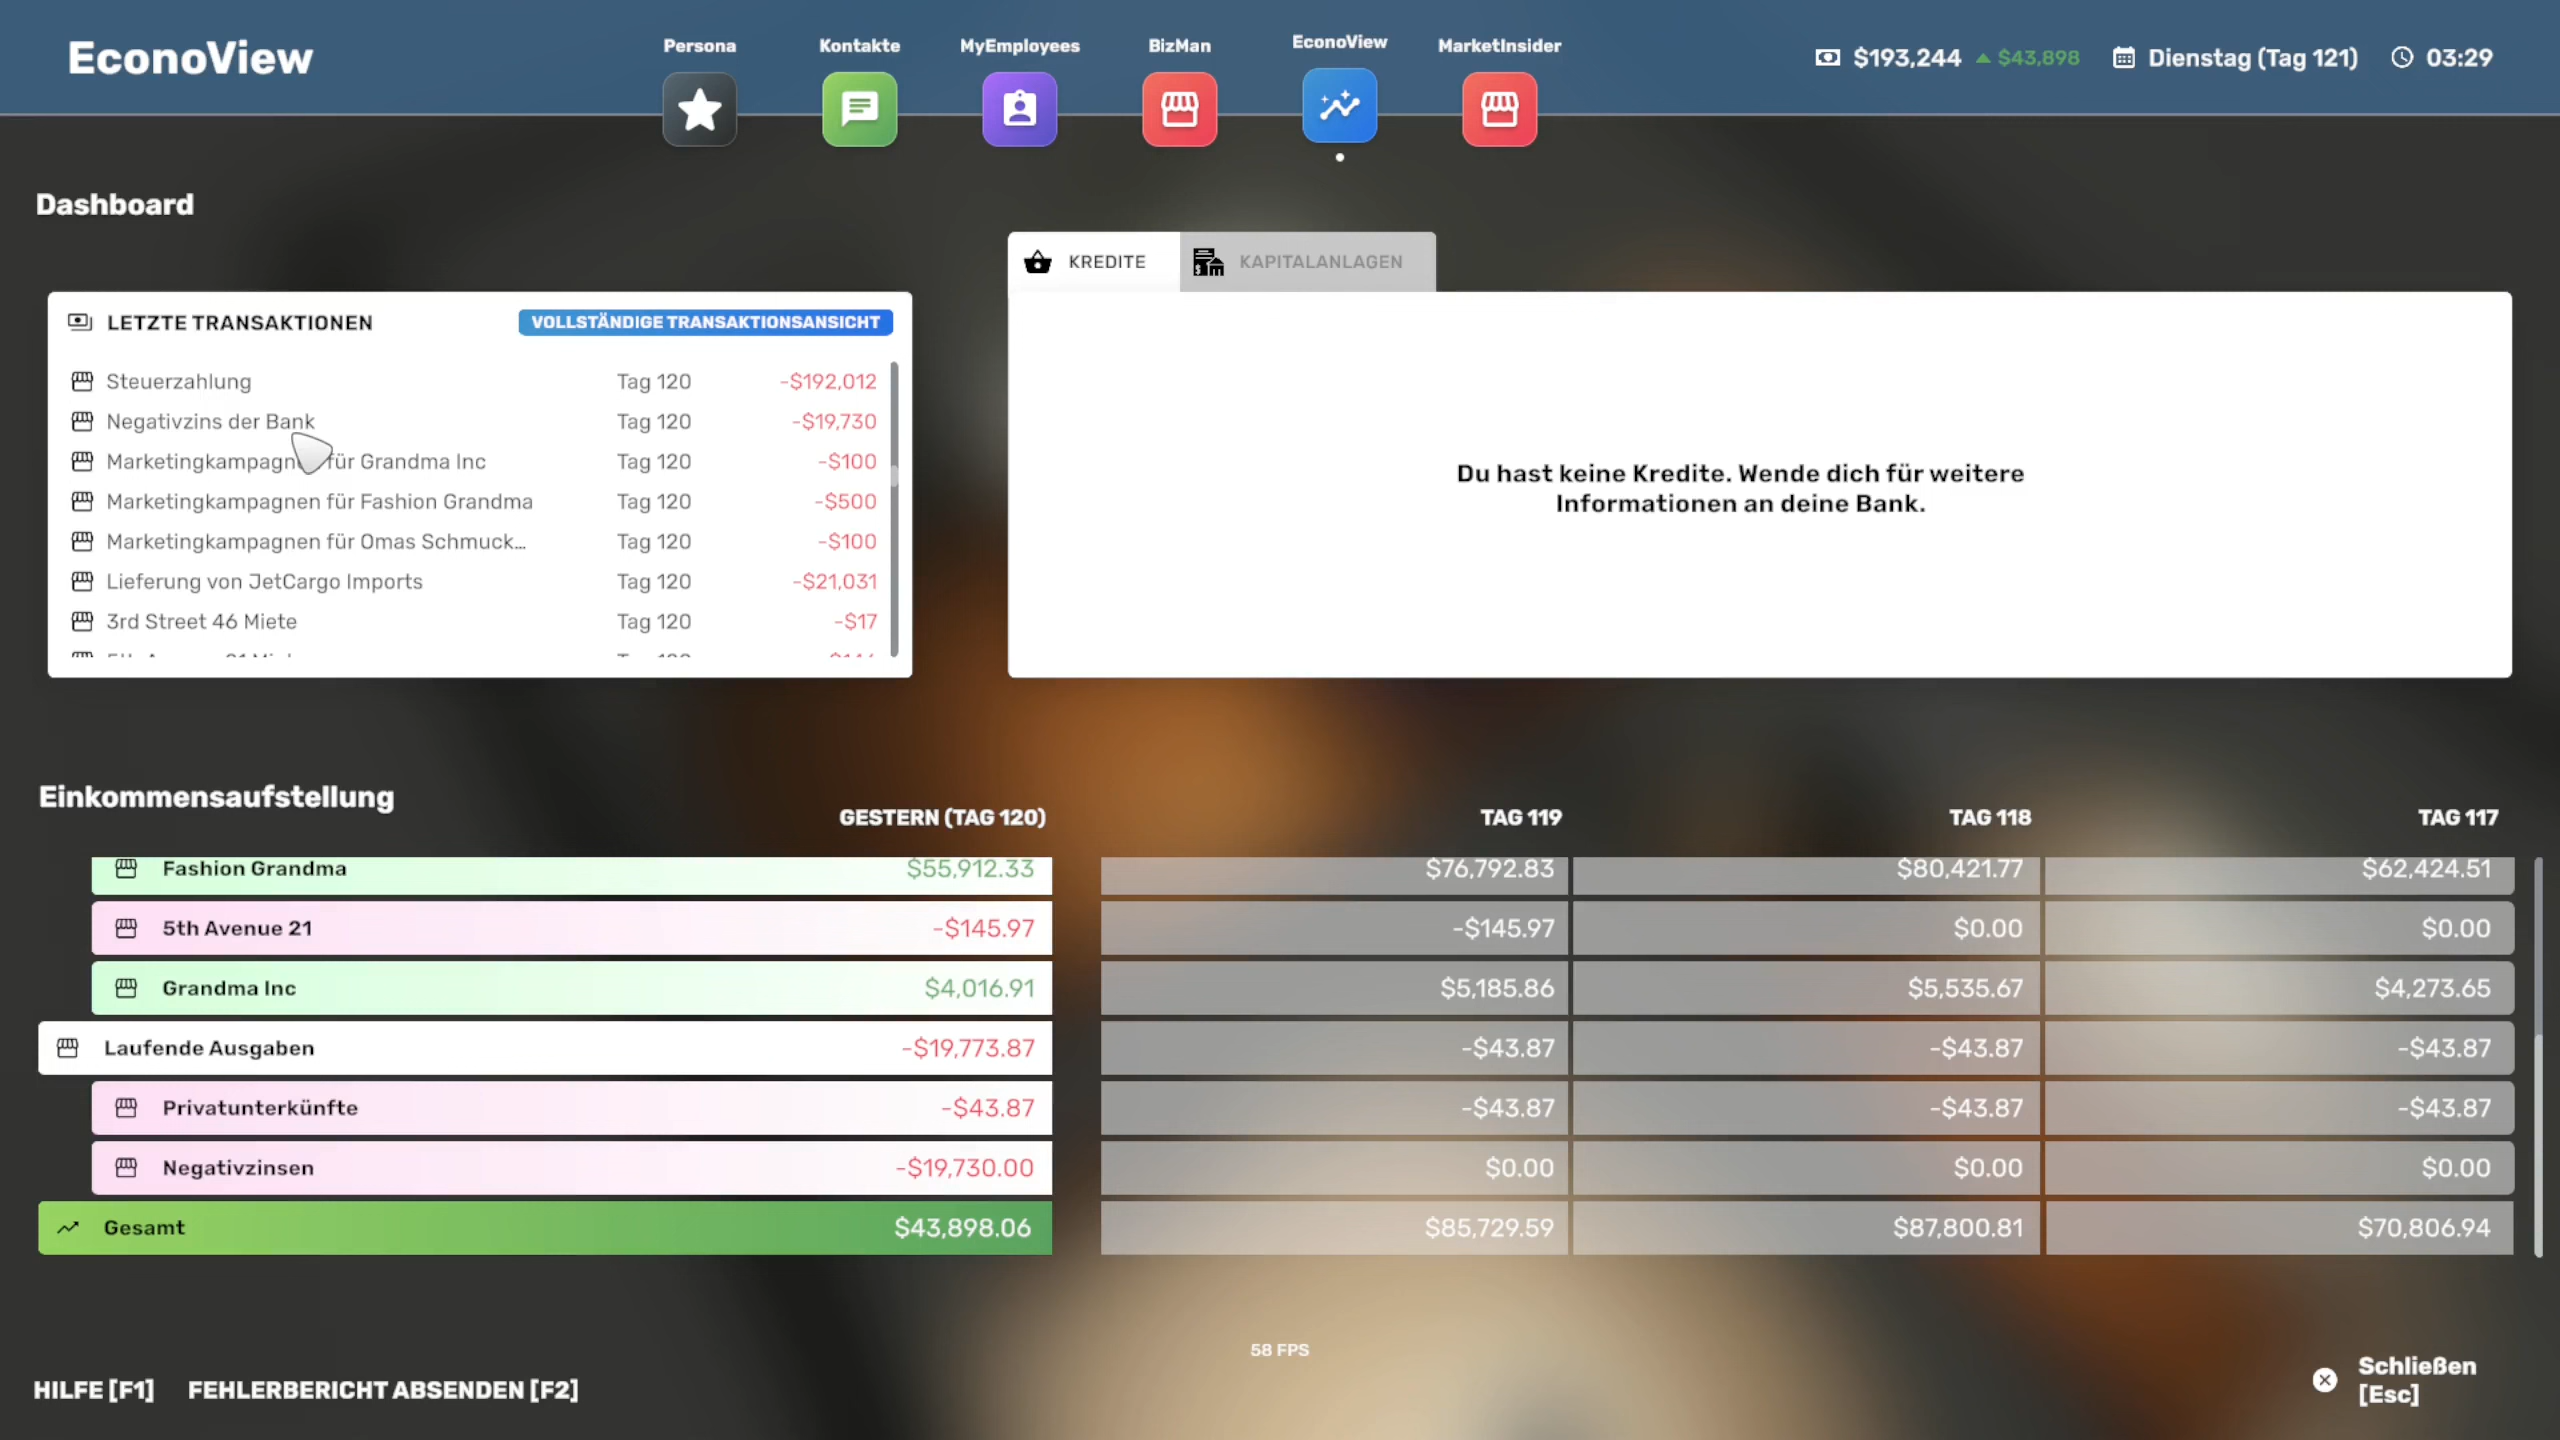 EconoView
Persona
Kontakte
MyEmployees
BizMan
EconoView
MarketInsider
$193,244 $43,898 Dienstag (Tag 121) 03:29
Dashboard
LETZTE TRANSAKTIONEN VOLLSTÄNDIGE TRANSAKTIONSANSICHT
Steuerzahlung Tag 120 -$192,012
Negativzins der Bank Tag 120 -$19,730
Marketingkampagnen für Grandma Inc Tag 120 -$100
Marketingkampagnen für Fashion Grandma Tag 120 -$500
Marketingkampagnen für Omas Schmuck... Tag 120 -$100
Lieferung von JetCargo Imports Tag 120 -$21,031
3rd Street 46 Miete Tag 120 -$17
KREDITE KAPITALANLAGEN
Du hast keine Kredite. Wende dich für weitere
Informationen an deine Bank.
Einkommensaufstellung
GESTERN (TAG 120) TAG 119 TAG 118 TAG 117
Fashion Grandma $55,912.33 $76,792.83 $80,421.77 $62,424.51
5th Avenue 21 -$145.97 -$145.97 $0.00 $0.00
Grandma Inc $4,016.91 $5,185.86 $5,535.67 $4,273.65
Laufende Ausgaben -$19,773.87 -$43.87 -$43.87 -$43.87
Privatunterkünfte -$43.87 -$43.87 -$43.87 -$43.87
Negativzinsen -$19,730.00 $0.00 $0.00 $0.00
Gesamt $43,898.06 $85,729.59 $87,800.81 $70,806.94
58 FPS
HILFE [F1] FEHLERBERICHT ABSENDEN [F2]
Schließen
[Esc]